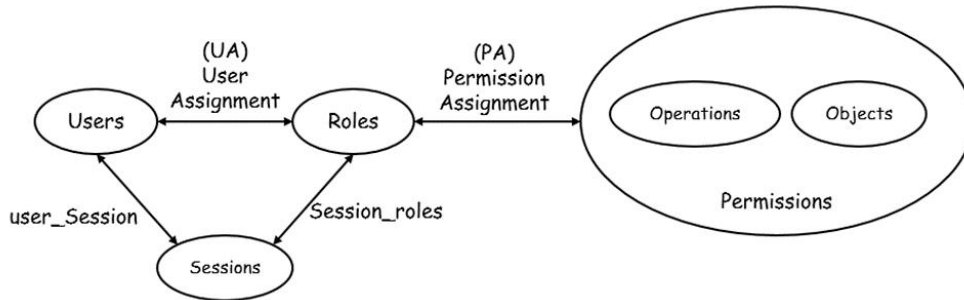 (UA)
User
Assignment
(PA)
Permission
Assignment
Users
Roles
Operations
Objects
Permissions
user_Session
Session_roles
Sessions